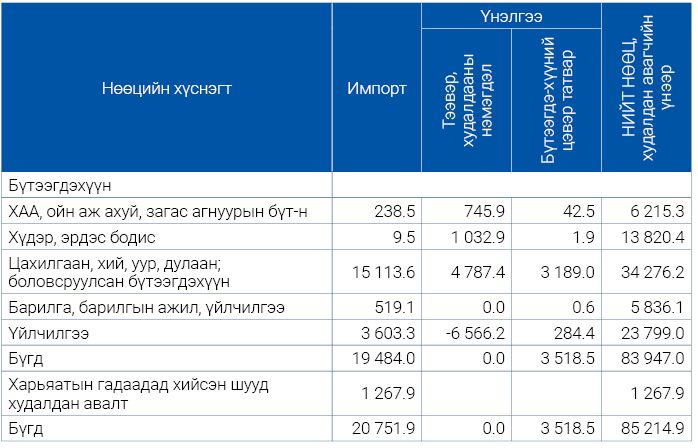 Нөөцийн хүснэгт Импорт Үнэлгээ
Тээвэр,
худалдааны
нэмэгдэл
Бүтээгдэ-хүүний
цэвэр татвар
НИЙТ НӨӨЦ,
худалдан авагчийн
үнээр
Бүтээгдэхүүн
ХАА, ойн аж ахуй, загас агнуурын бүт-н 238.5 745.9 42.5 6 215.3
Хүдэр, эрдэс бодис 9.5 1 032.9 1.9 13 820.4
Цахилгаан, хий, уур, дулаан;
боловсруулсан бүтээгдэхүүн 15 113.6 4 787.4 3 189.0 34 276.2
Барилга, барилгын ажил, үйлчилгээ 519.1 0.0 0.6 5 836.1
Үйлчилгээ 3 603.3 -6 566.2 284.4 23 799.0
Бүгд 19 484.0 0.0 3 518.5 83 947.0
Харьяатын гадаадад хийсэн шууд
худалдан авалт 1 267.9 1 267.9
Бүгд 20 751.9 0.0 3 518.5 85 214.9